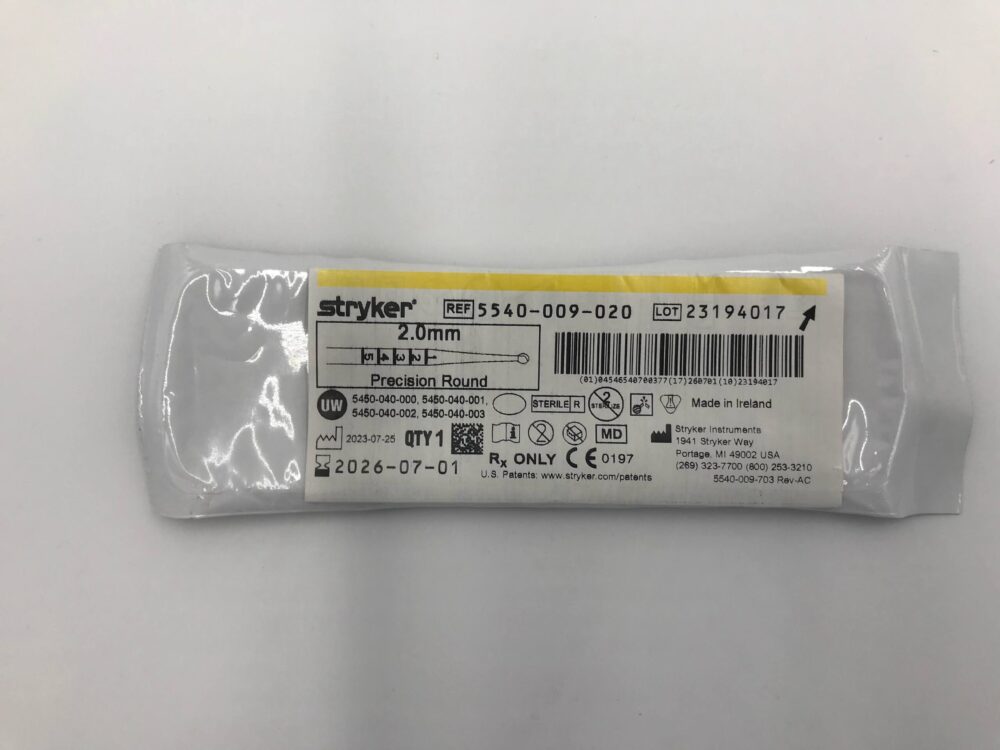 stryker® REF 5540-009-020 LOT 23194017
2.0mm
5 4 3 2 1
Precision Round
(01)04546540700377(17)260701(10)23194017
UW 5450-040-000, 5450-040-001,
5450-040-002, 5450-040-003
STERILE R 2 STERILIZE Made in Ireland
2023-07-25 QTY 1 i 2 MD
2026-07-01
Rx ONLY CE 0197
U.S. Patents: www.stryker.com/patents
Stryker Instruments
1941 Stryker Way
Portage, MI 49002 USA
(269) 323-7700 (800) 253-3210
5540-009-703 Rev-AC